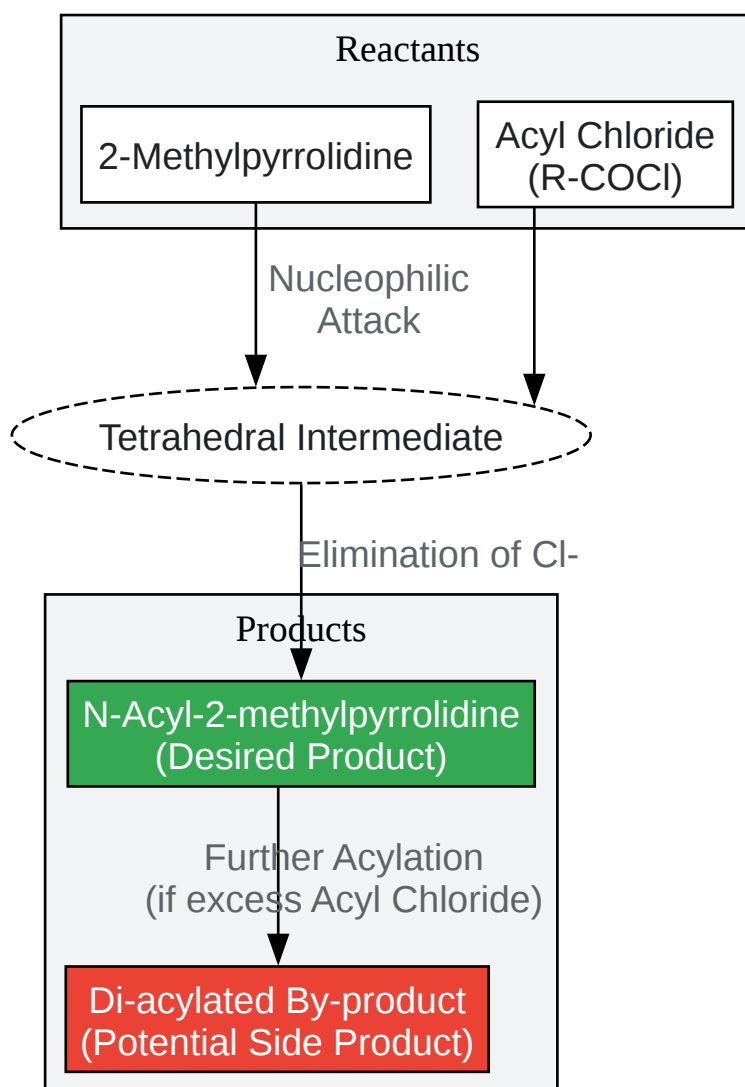 Reactants
2-Methylpyrrolidine
Acyl Chloride
(R-COCl)
Nucleophilic
Attack
Tetrahedral Intermediate
Elimination of Cl-
Products
N-Acyl-2-methylpyrrolidine
(Desired Product)
Further Acylation
(if excess Acyl Chloride)
Di-acylated By-product
(Potential Side Product)